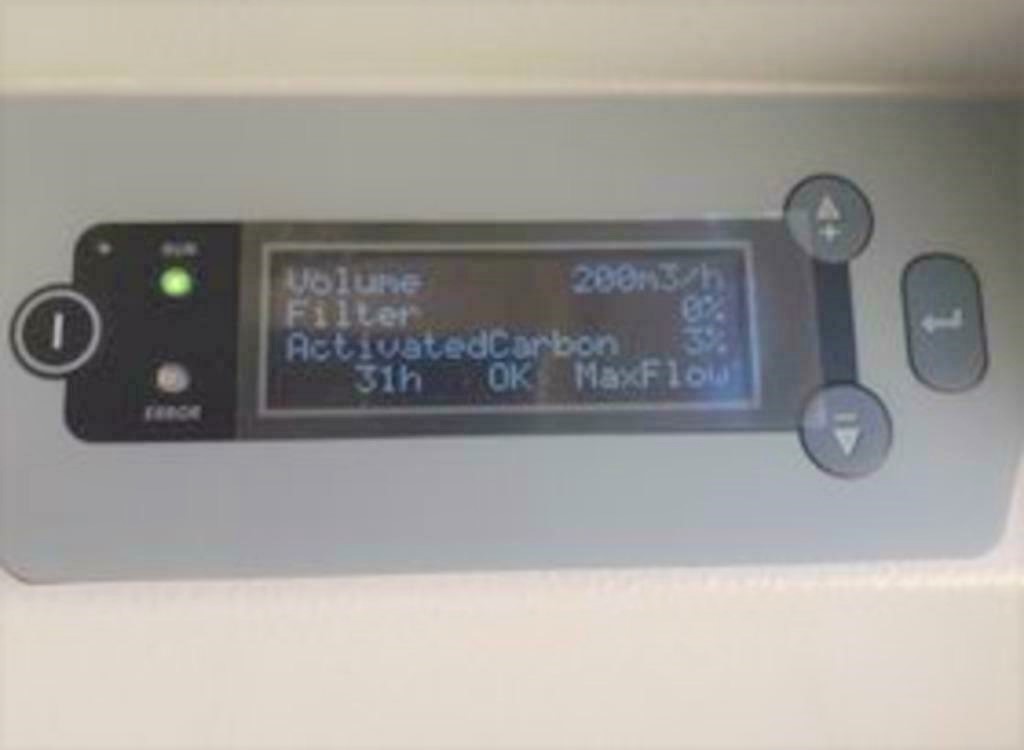 RUN
Volume 200m3/h
Filter 0%
ActivatedCarbon 3%
31h OK MaxFlow
ERROR